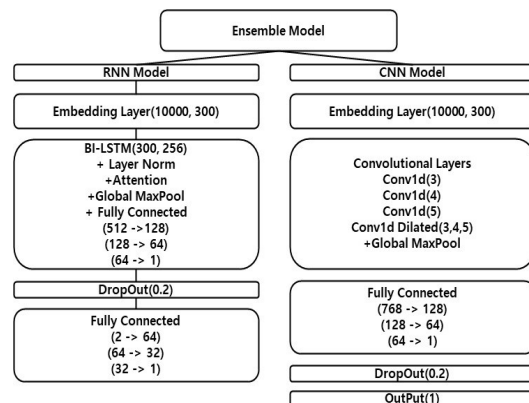 Ensemble Model
RNN Model
Embedding Layer(10000, 300)
BI-LSTM(300, 256)
+ Layer Norm
+Attention
+Global MaxPool
+ Fully Connected
(512 ->128)
(128 -> 64)
(64 -> 1)
DropOut(0.2)
Fully Connected
(2 -> 64)
(64 -> 32)
(32 -> 1)
CNN Model
Embedding Layer(10000, 300)
Convolutional Layers
Conv1d(3)
Conv1d(4)
Conv1d(5)
Conv1d Dilated(3,4,5)
+Global MaxPool
Fully Connected
(768 -> 128)
(128 -> 64)
(64 -> 1)
DropOut(0.2)
OutPut(1)